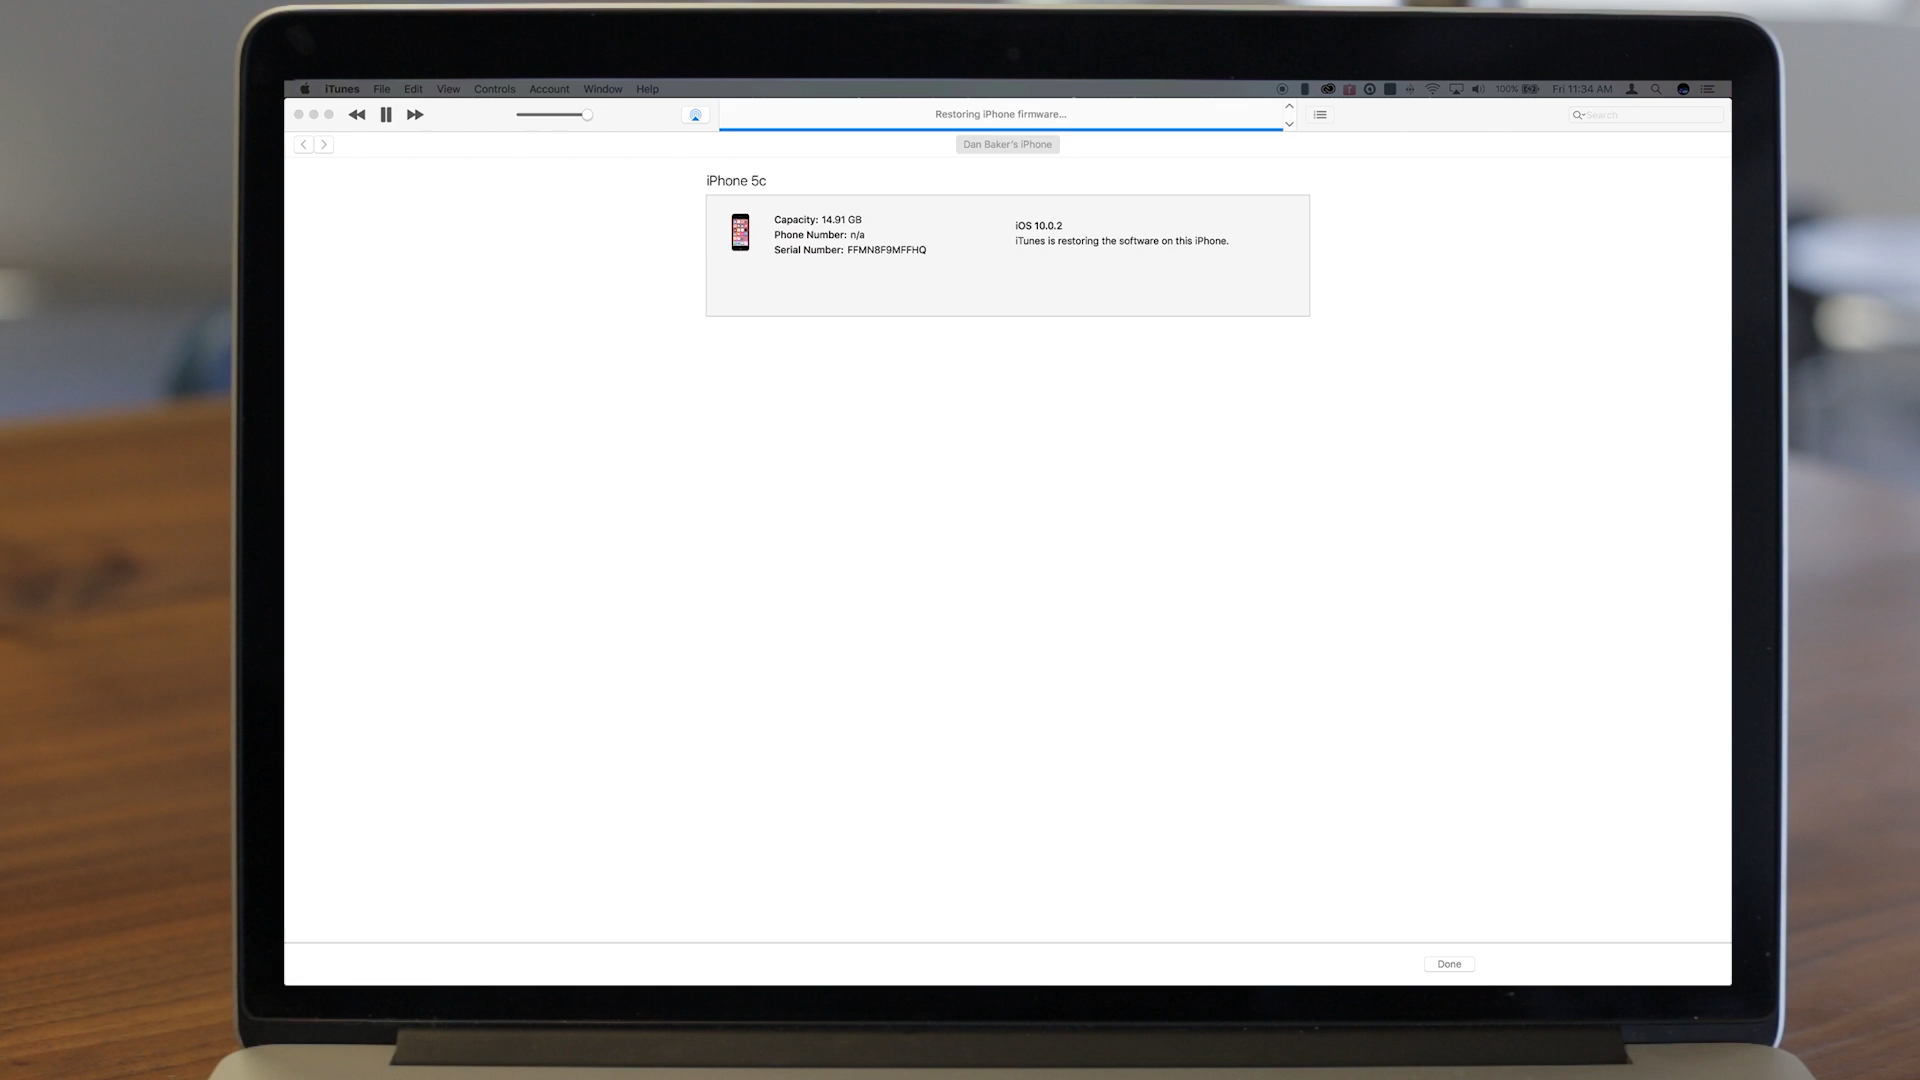 iTunes File Edit View Controls Account Window Help 100% Fri 11:34 AM
Restoring iPhone firmware...
Search
Dan Baker's iPhone
iPhone 5c
Capacity: 14.91 GB
Phone Number: n/a
Serial Number: FFMN8F9MFFHQ
iOS 10.0.2
iTunes is restoring the software on this iPhone.
Done